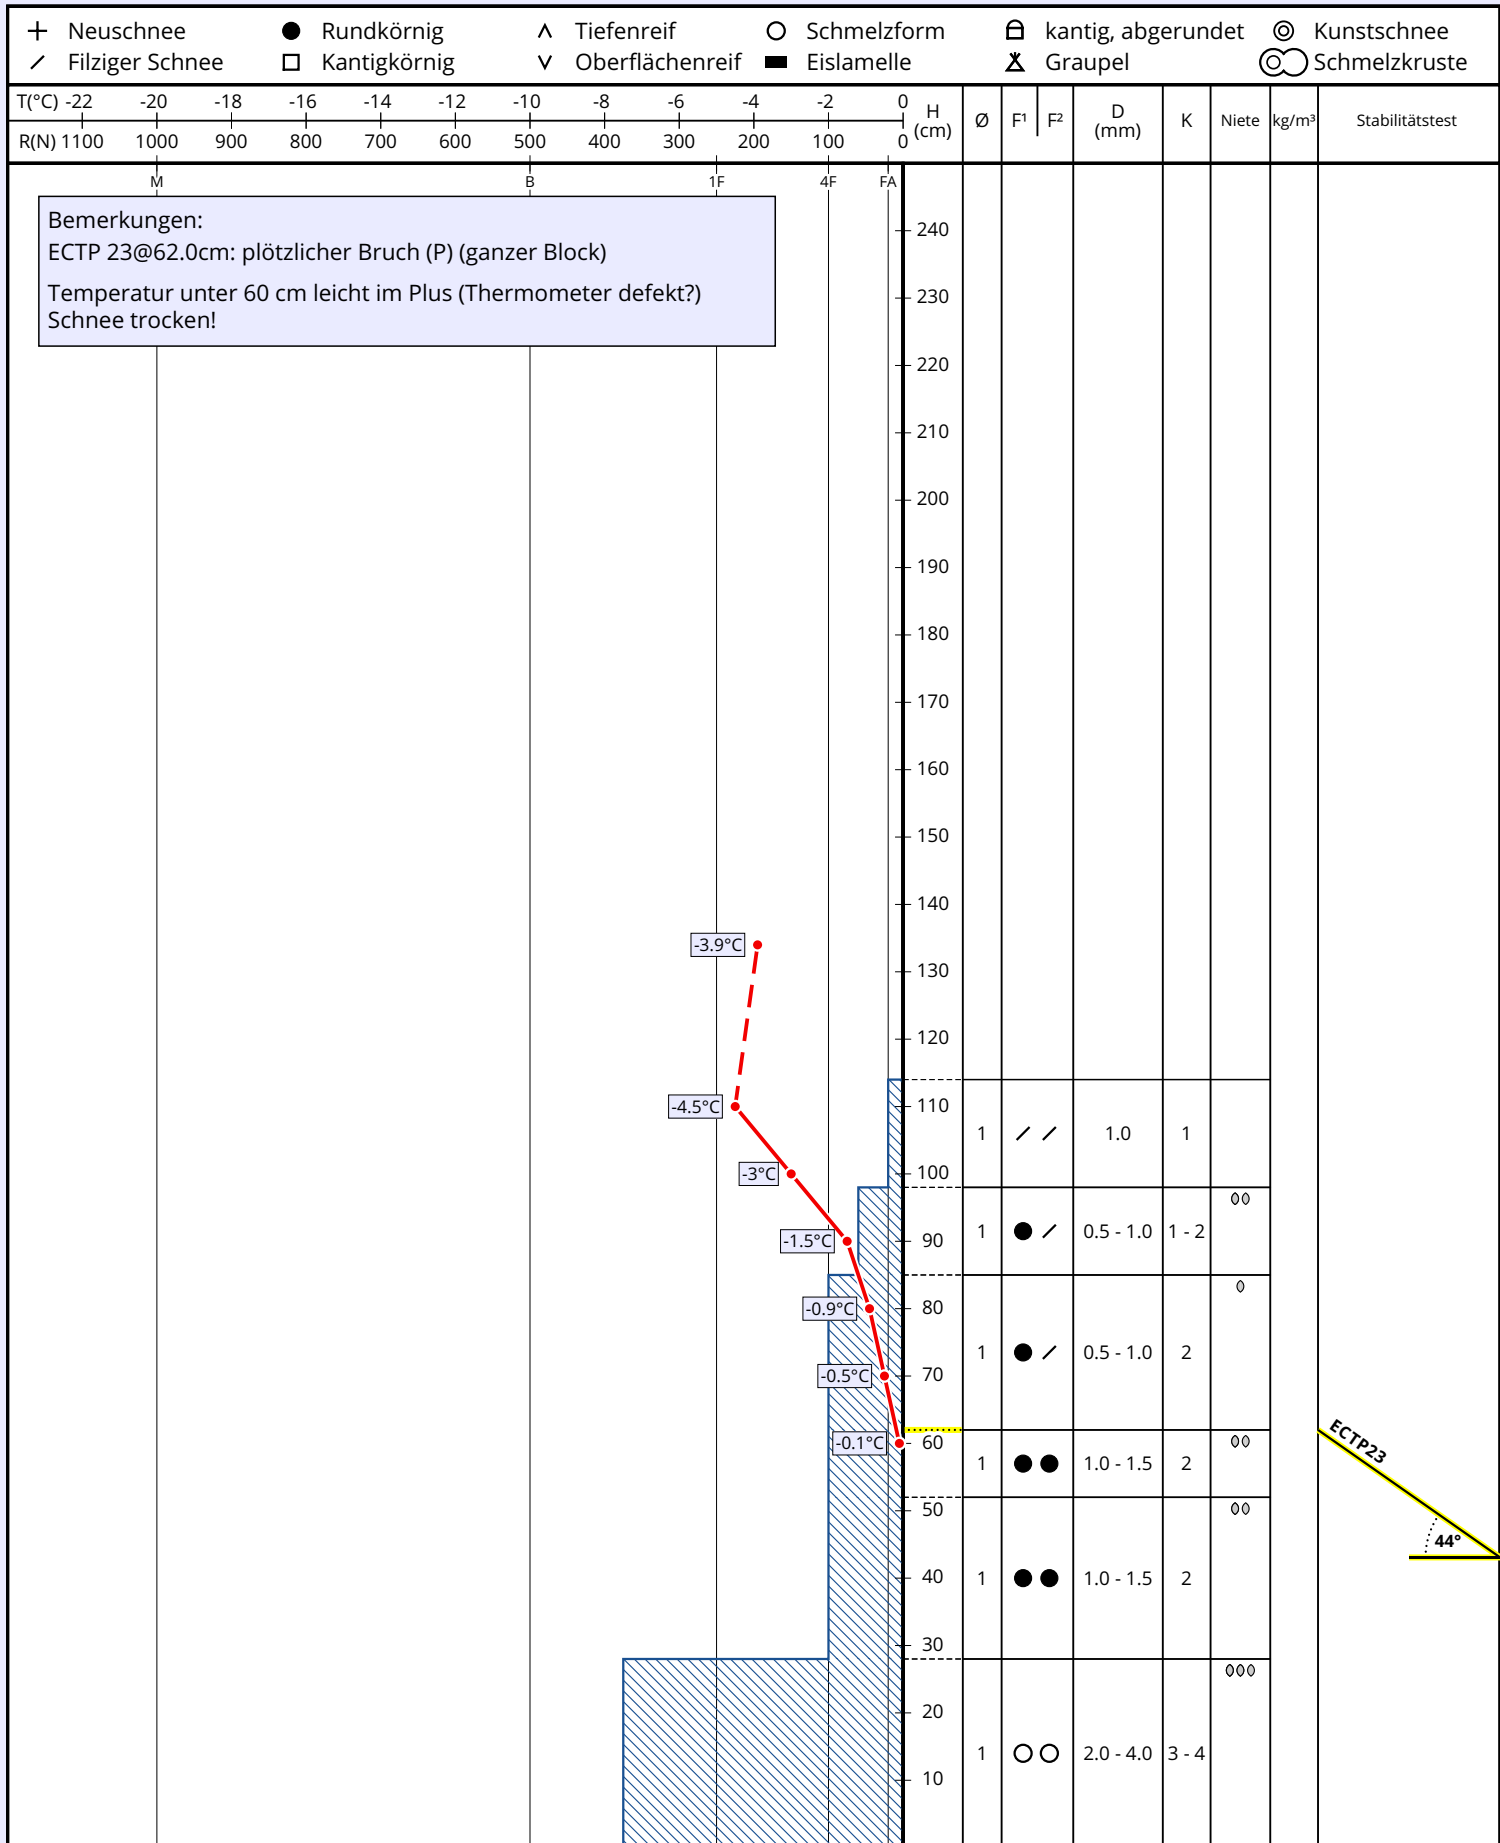 Neuschnee Rundkörnig Tiefenreif Schmelzform kantig, abgerundet Kunstschnee
Filziger Schnee Kantigkörnig Oberflächenreif Eislamelle Graupel Schmelzkruste
T(°C) -22 -20 -18 -16 -14 -12 -10 -8 -6 -4 -2 0
R(N) 1100 1000 900 800 700 600 500 400 300 200 100 0
H (cm) Ø F¹ F² D (mm) K Niete kg/m³ Stabilitätstest
M B 1F 4F FA
Bemerkungen:
ECTP 23@62.0cm: plötzlicher Bruch (P) (ganzer Block)
Temperatur unter 60 cm leicht im Plus (Thermometer defekt?)
Schnee trocken!
240
230
220
210
200
190
180
170
160
150
140
-3.9°C
130
120
-4.5°C 110
1 1.0 1
-3°C 100
-1.5°C 90 1 0.5 - 1.0 1 - 2
-0.9°C 80
1 0.5 - 1.0 2
-0.5°C 70
ECTP23
-0.1°C 60
1 1.0 - 1.5 2
50
44°
40 1 1.0 - 1.5 2
30
20
1 2.0 - 4.0 3 - 4
10